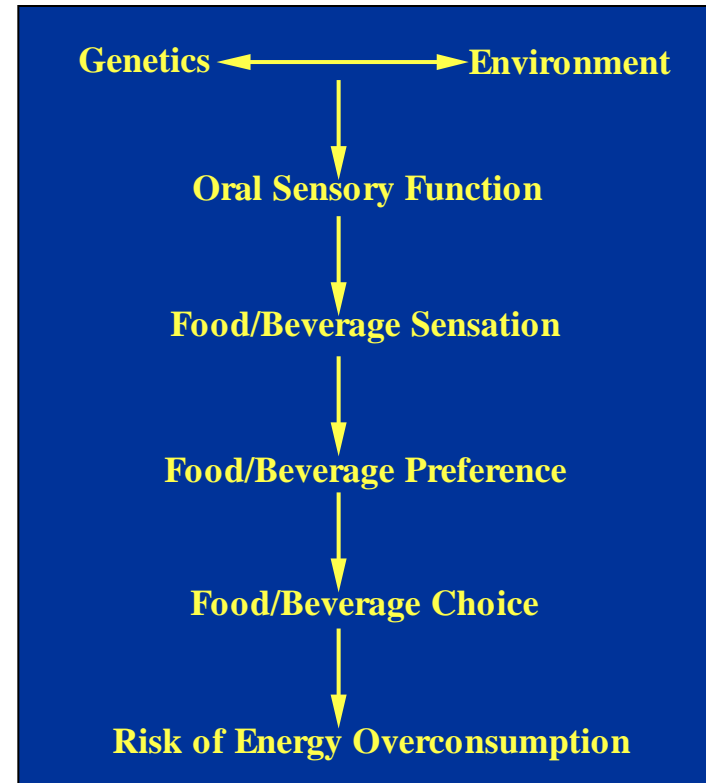 Genetics Environment
Oral Sensory Function
Food/Beverage Sensation
Food/Beverage Preference
Food/Beverage Choice
Risk of Energy Overconsumption